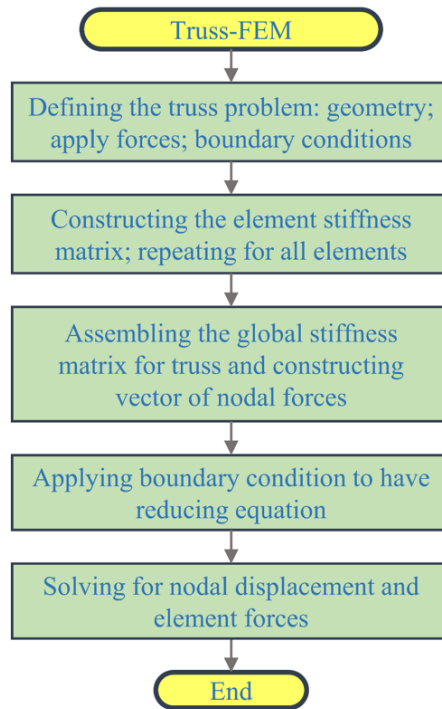 Truss-FEM
Defining the truss problem: geometry;
apply forces; boundary conditions
Constructing the element stiffness
matrix; repeating for all elements
Assembling the global stiffness
matrix for truss and constructing
vector of nodal forces
Applying boundary condition to have
reducing equation
Solving for nodal displacement and
element forces
End